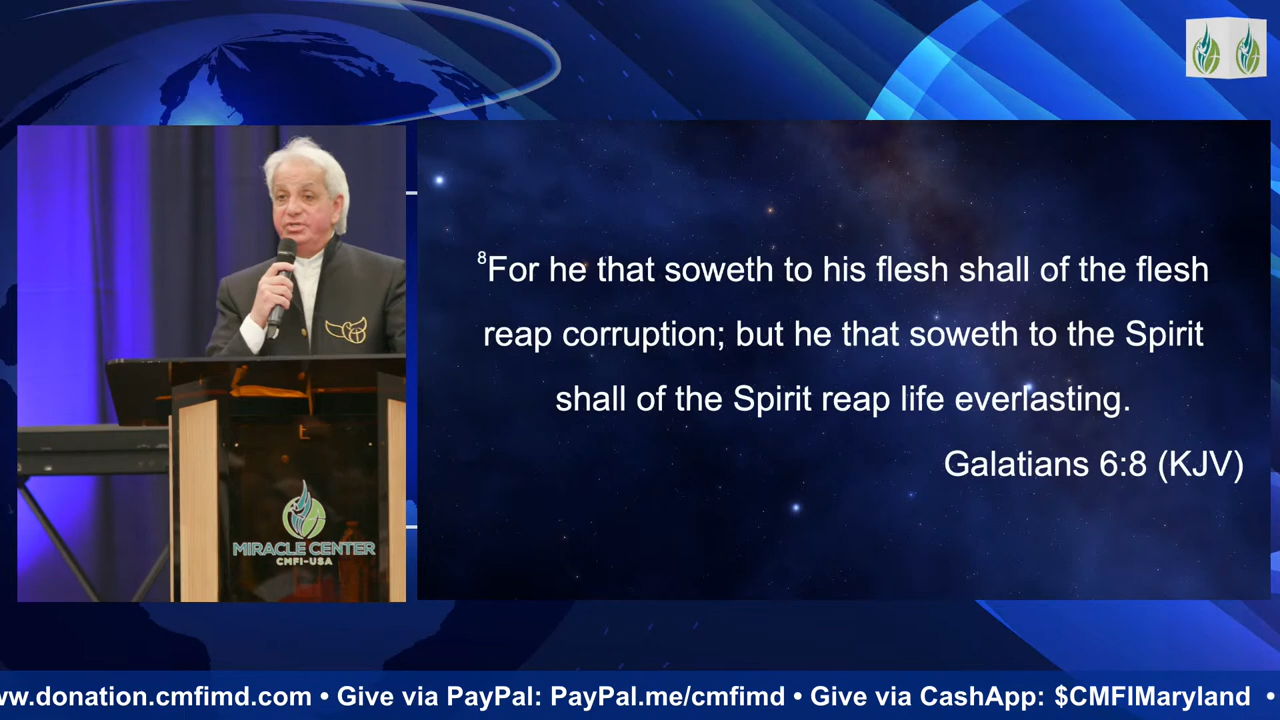 ⁸For he that soweth to his flesh shall of the flesh
reap corruption; but he that soweth to the Spirit
shall of the Spirit reap life everlasting.
Galatians 6:8 (KJV)
MIRACLE CENTER
CMFI-USA
ww.donation.cmfimd.com • Give via PayPal: PayPal.me/cmfimd • Give via CashApp: $CMFIMaryland •